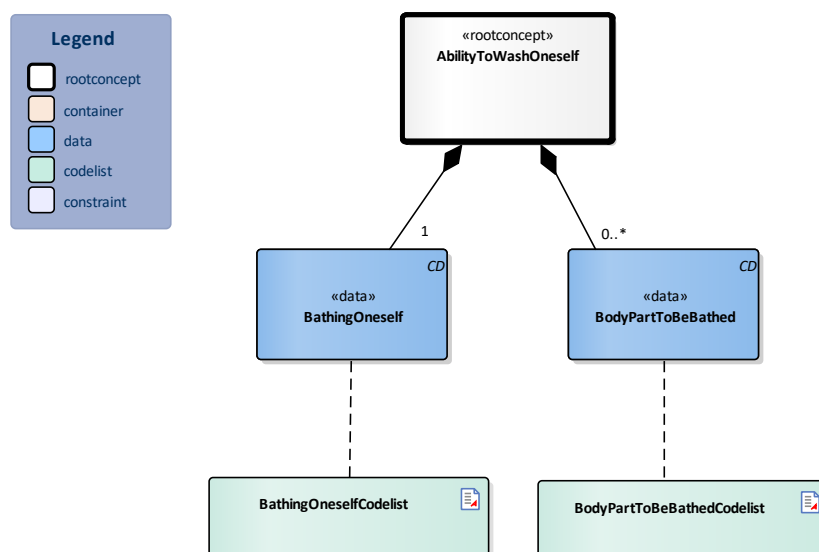 Legend
rootconcept
container
data
codelist
constraint
«rootconcept»
AbilityToWashOneself
1
0..*
CD
«data»
BathingOneself
CD
«data»
BodyPartToBeBathed
BathingOneselfCodelist
BodyPartToBeBathedCodelist